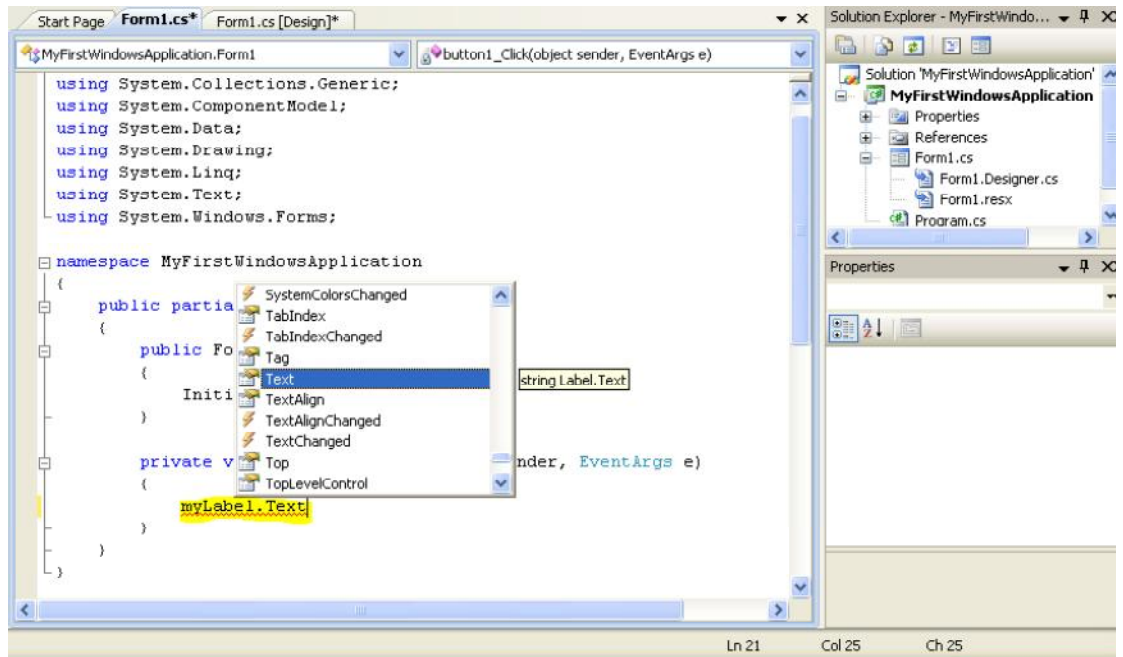 Start Page Form1.cs* Form1.cs [Design]*
MyFirstWindowsApplication.Form1 button1_Click(object sender, EventArgs e)
using System.Collections.Generic;
using System.ComponentModel;
using System.Data;
using System.Drawing;
using System.Linq;
using System.Text;
using System.Windows.Forms;
namespace MyFirstWindowsApplication
{
public partia
{
public Fo
{
Initi
}
private v nder, EventArgs e)
{
myLabel.Text
}
}
}
SystemColorsChanged
TabIndex
TabIndexChanged
Tag
Text
TextAlign
TextAlignChanged
TextChanged
Top
TopLevelControl
string Label.Text
Solution Explorer - MyFirstWindo...
Solution 'MyFirstWindowsApplication'
MyFirstWindowsApplication
Properties
References
Form1.cs
Form1.Designer.cs
Form1.resx
Program.cs
Properties
Ln 21 Col 25 Ch 25